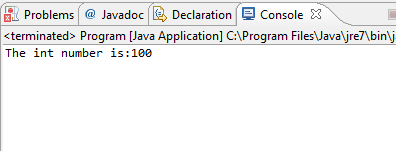 Problems @ Javadoc Declaration Console
<terminated> Program [Java Application] C:\Program Files\Java\jre7\bin\j
The int number is:100